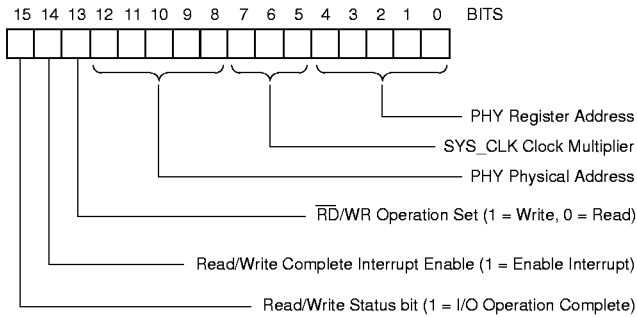 15 14 13 12 11 10 9 8 7 6 5 4 3 2 1 0 BITS
PHY Register Address
SYS_CLK Clock Multiplier
PHY Physical Address
R̅D̅/WR Operation Set (1 = Write, 0 = Read)
Read/Write Complete Interrupt Enable (1 = Enable Interrupt)
Read/Write Status bit (1 = I/O Operation Complete)